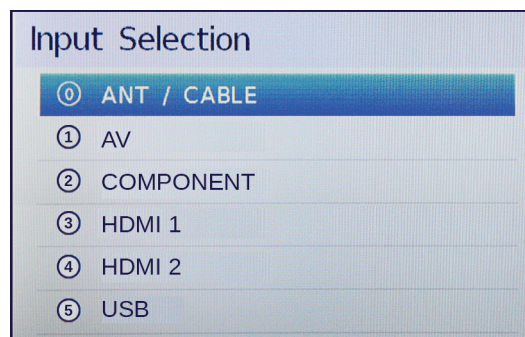 Input Selection
0 ANT / CABLE
1 AV
2 COMPONENT
3 HDMI 1
4 HDMI 2
5 USB